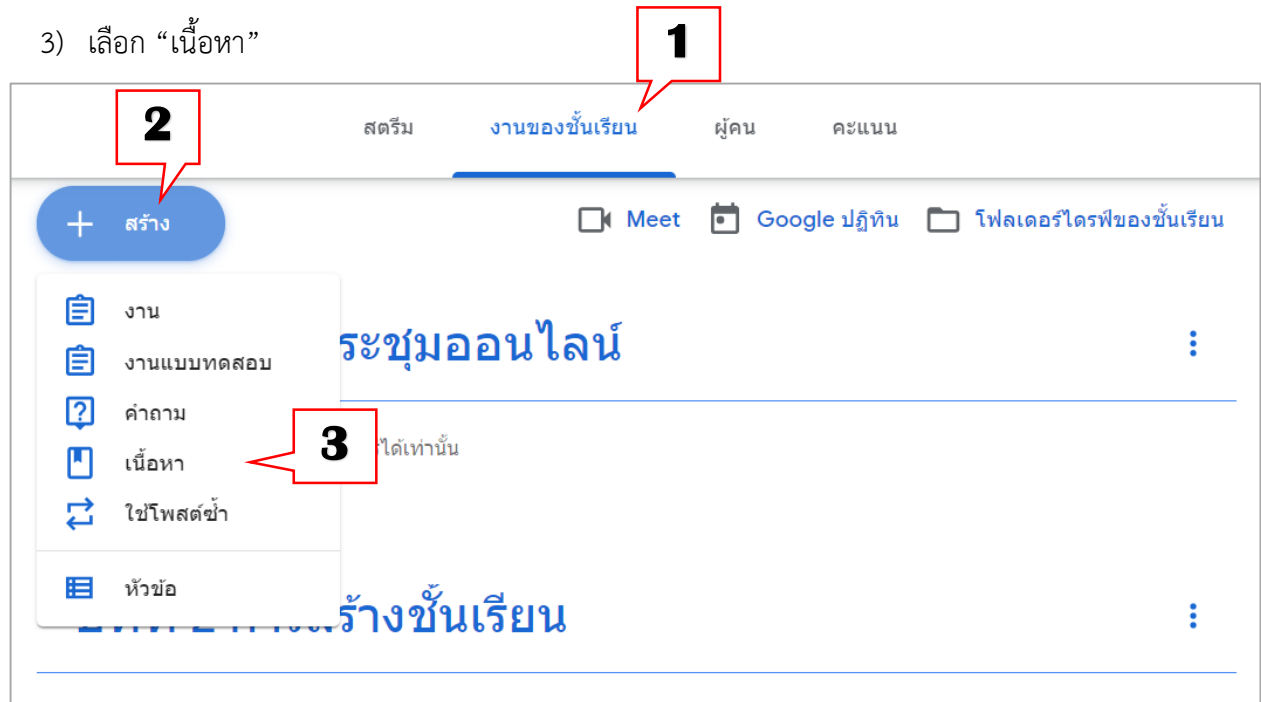 3) เลือก “เนื้อหา”
1
2
สตรีม งานของชั้นเรียน ผู้คน คะแนน
+ สร้าง
Meet Google ปฏิทิน โฟลเดอร์ไดรฟ์ของชั้นเรียน
งาน
ระชุมออนไลน์
งานแบบทดสอบ
คำถาม
3
ได้เท่านั้น
เนื้อหา
ใช้โพสต์ซ้ำ
หัวข้อ
ร้างชั้นเรียน